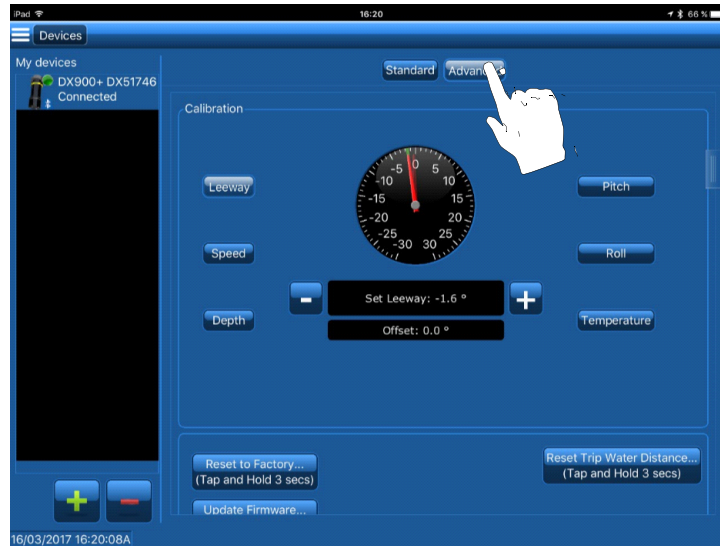 iPad 16:20 66 %
Devices
My devices
DX900+ DX51746
Connected
Standard
Calibration
Leeway
Speed
Depth
-5 0 5
-10 10
-15 15
-20 20
-25 25
-30 30
- Set Leeway: -1.6 ° +
Offset: 0.0 °
Pitch
Roll
Temperature
Reset to Factory...
(Tap and Hold 3 secs)
Update Firmware...
Reset Trip Water Distance...
(Tap and Hold 3 secs)
16/03/2017 16:20:08A